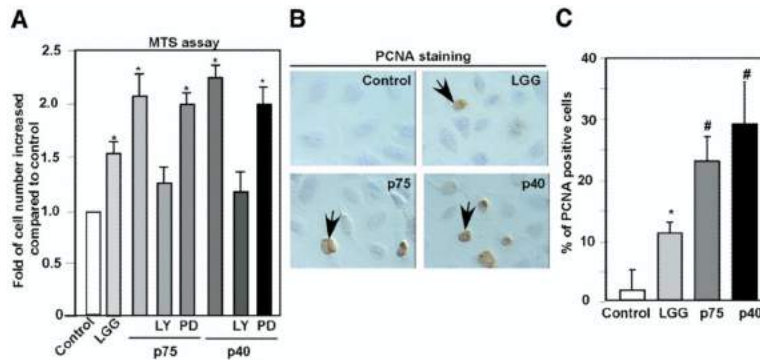 A
MTS assay
Fold of cell number increased
compared to control
2.5
2.0
1.5
1.0
0.5
0
* * * * *
Control
LGG
LY PD LY PD
p75 p40
B
PCNA staining
Control LGG
p75 p40
C
% of PCNA positive cells
40
30
20
10
0
* # #
Control LGG p75 p40